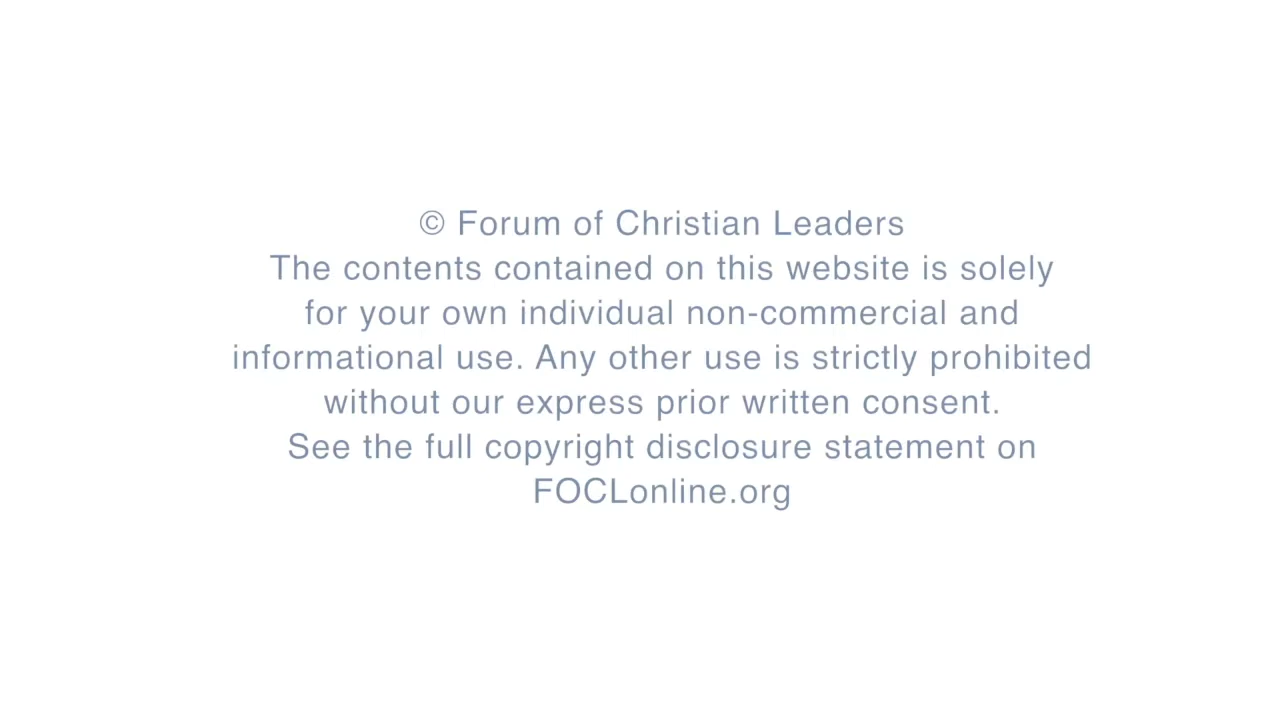 © Forum of Christian Leaders
The contents contained on this website is solely
for your own individual non-commercial and
informational use. Any other use is strictly prohibited
without our express prior written consent.
See the full copyright disclosure statement on
FOCLonline.org